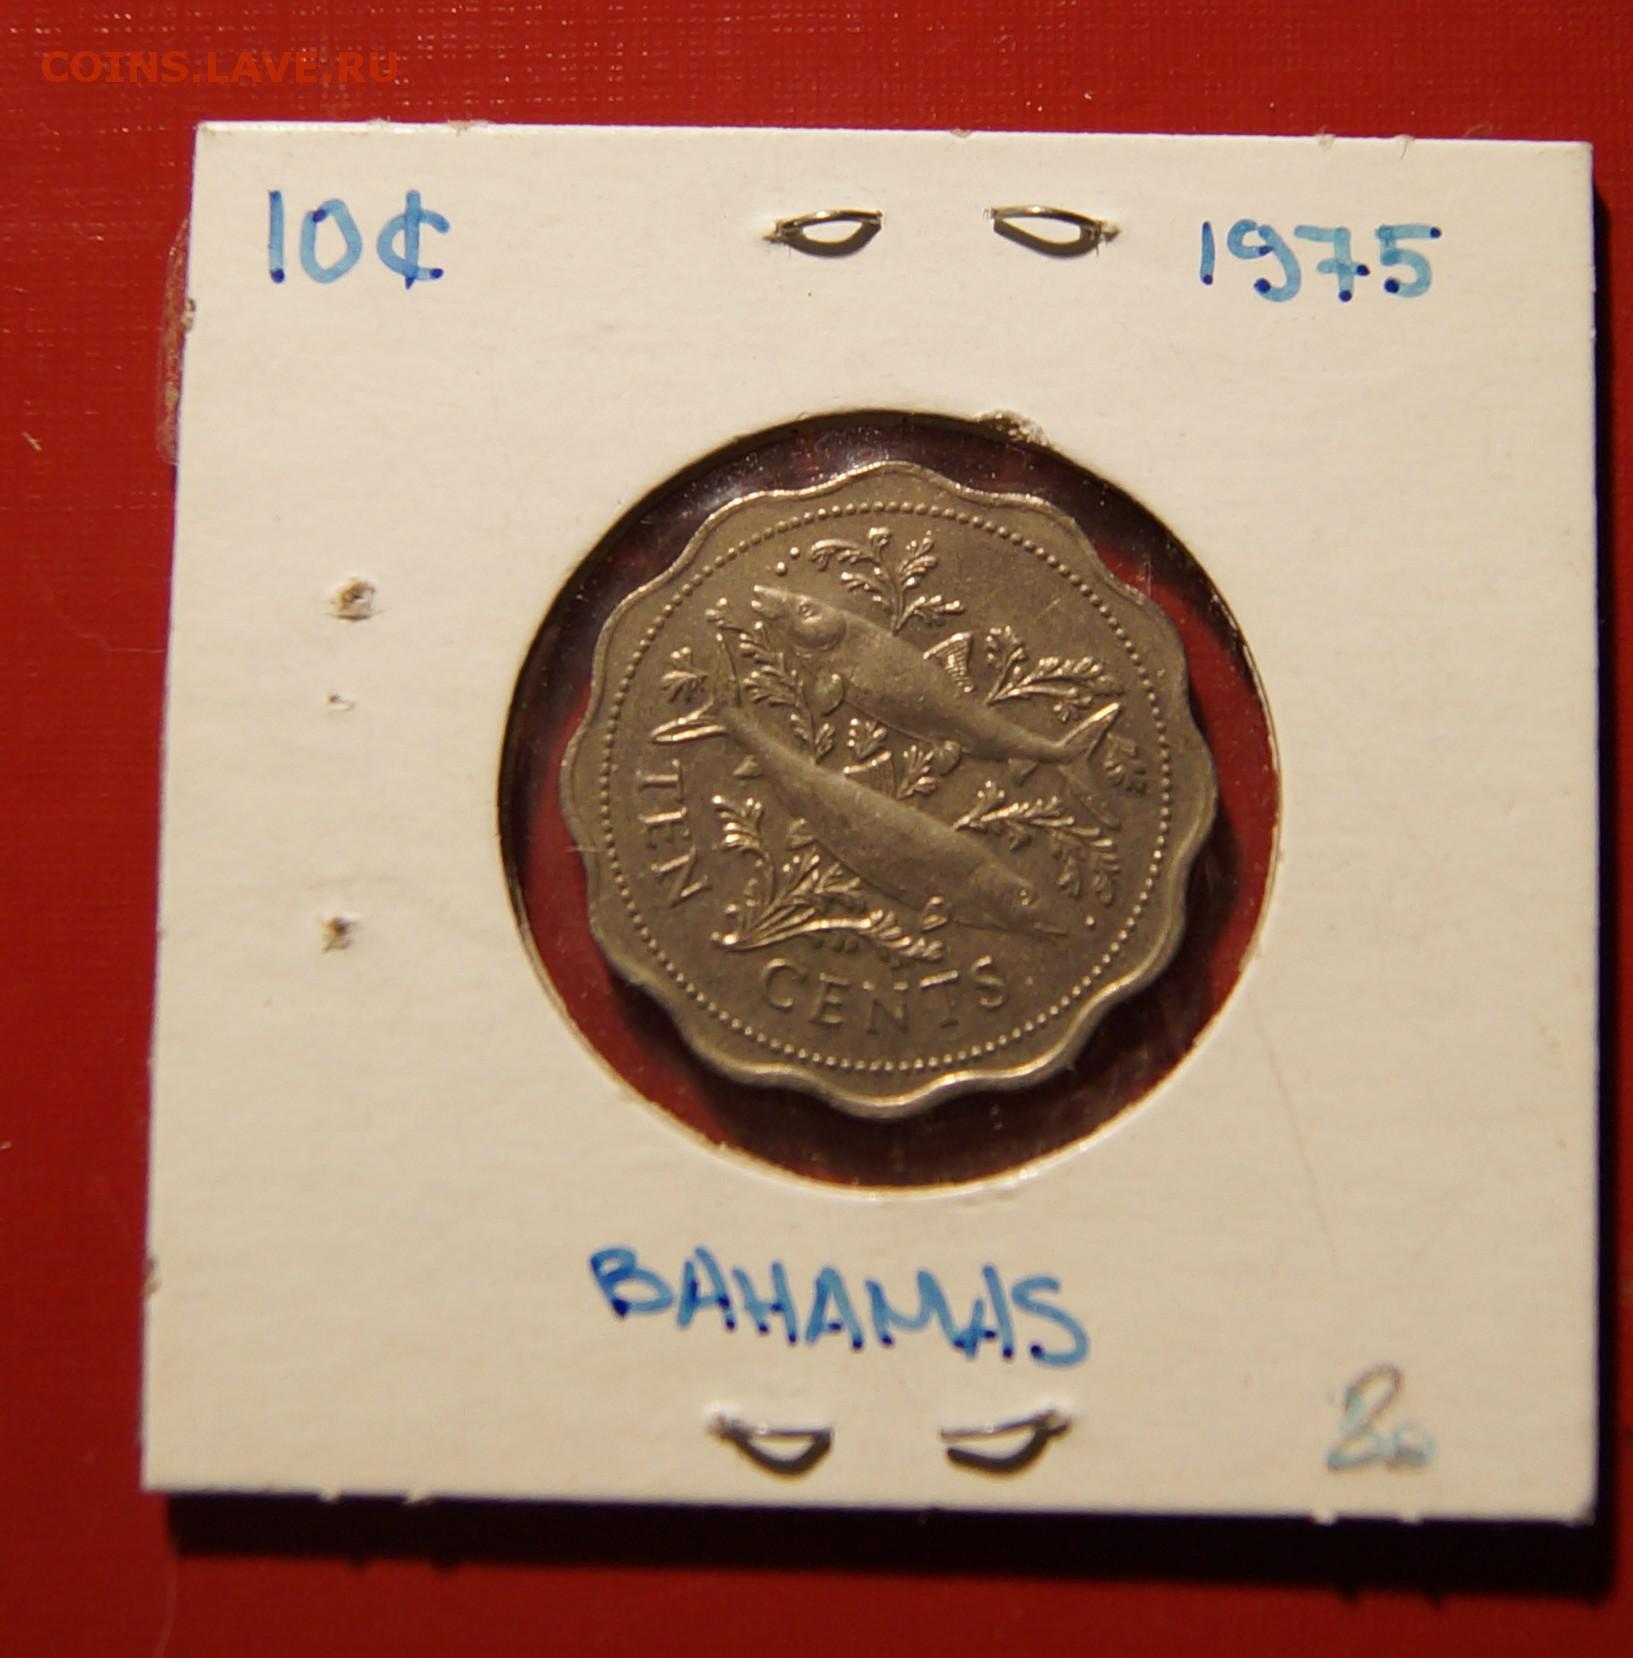 COINS.LAVE.RU
10¢ 1975
TEN
CENTS
BAHAMAS